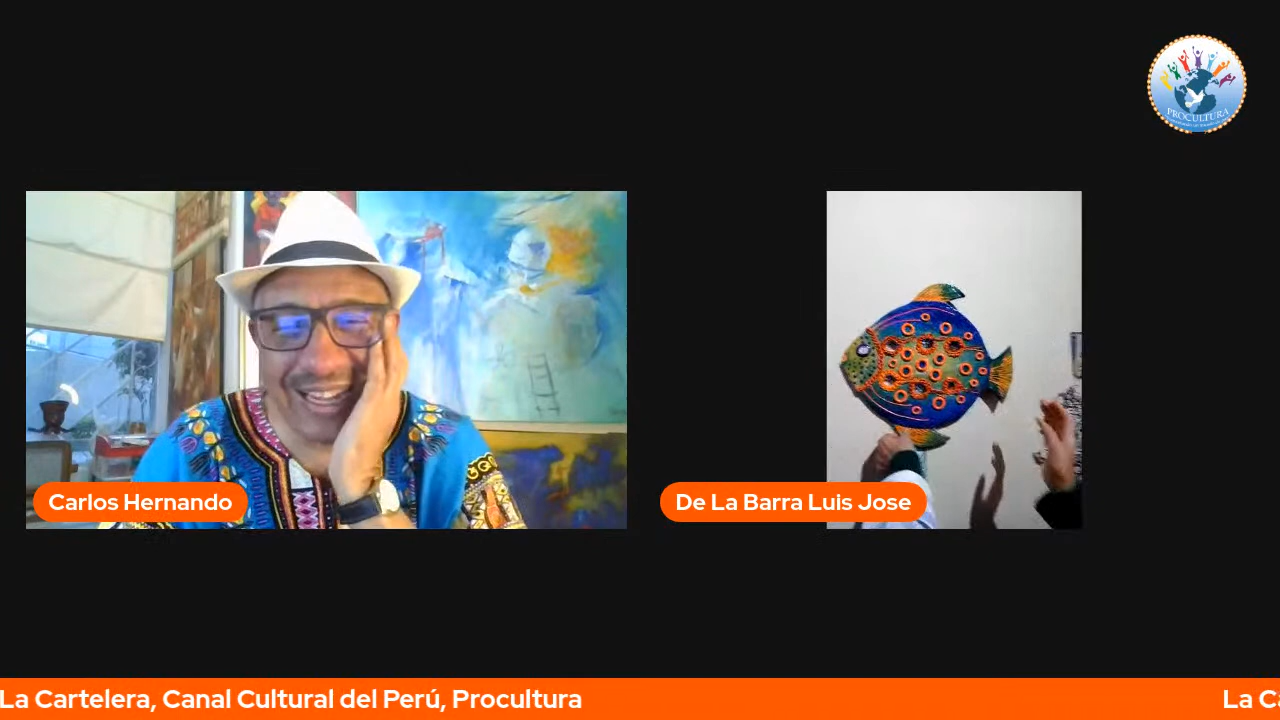 PROCULTURA
Carlos Hernando
De La Barra Luis Jose
La Cartelera, Canal Cultural del Perú, Procultura
La Ca